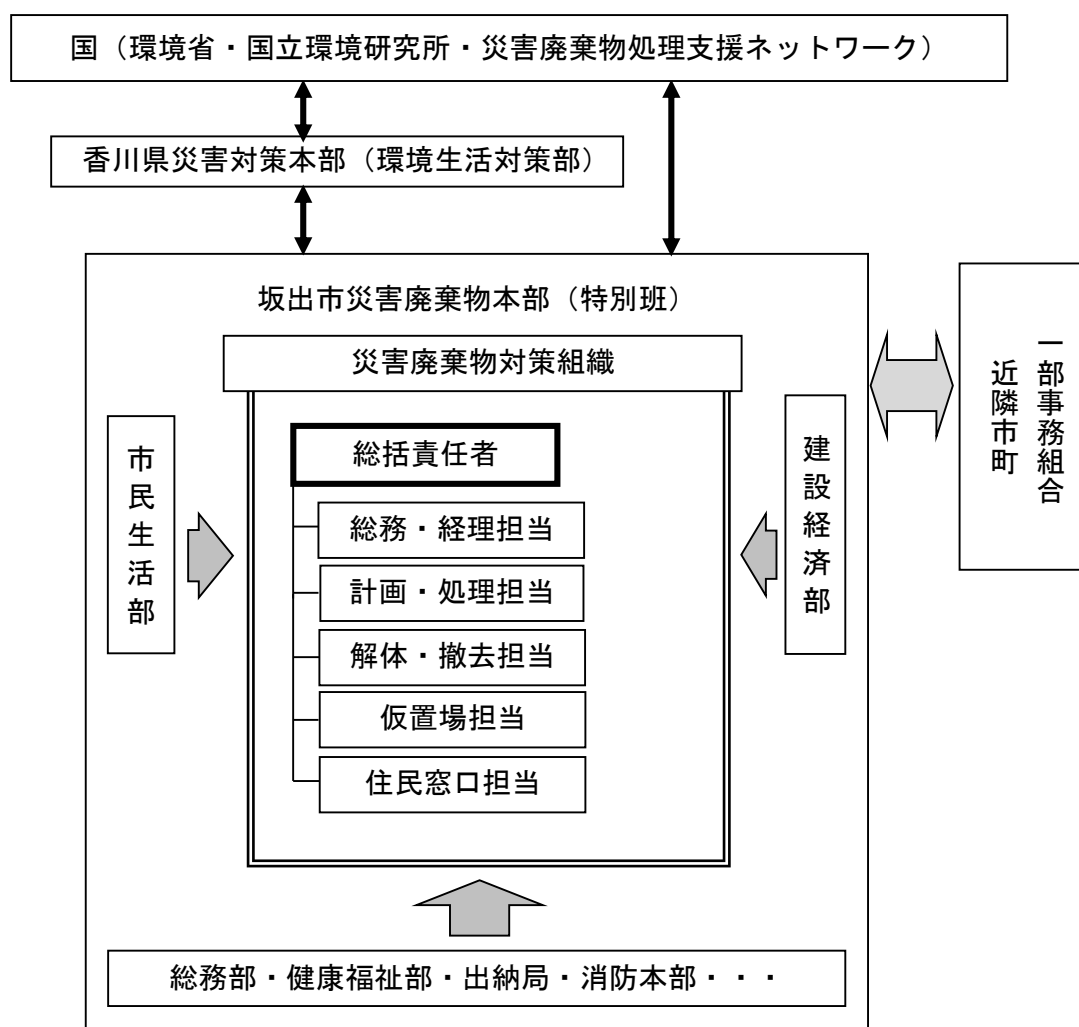 国（環境省・国立環境研究所・災害廃棄物処理支援ネットワーク）
香川県災害対策本部（環境生活対策部）
坂出市災害廃棄物本部（特別班）
災害廃棄物対策組織
総括責任者
総務・経理担当
計画・処理担当
解体・撤去担当
仮置場担当
住民窓口担当
市民生活部
建設経済部
一部事務組合
近隣市町
総務部・健康福祉部・出納局・消防本部・・・